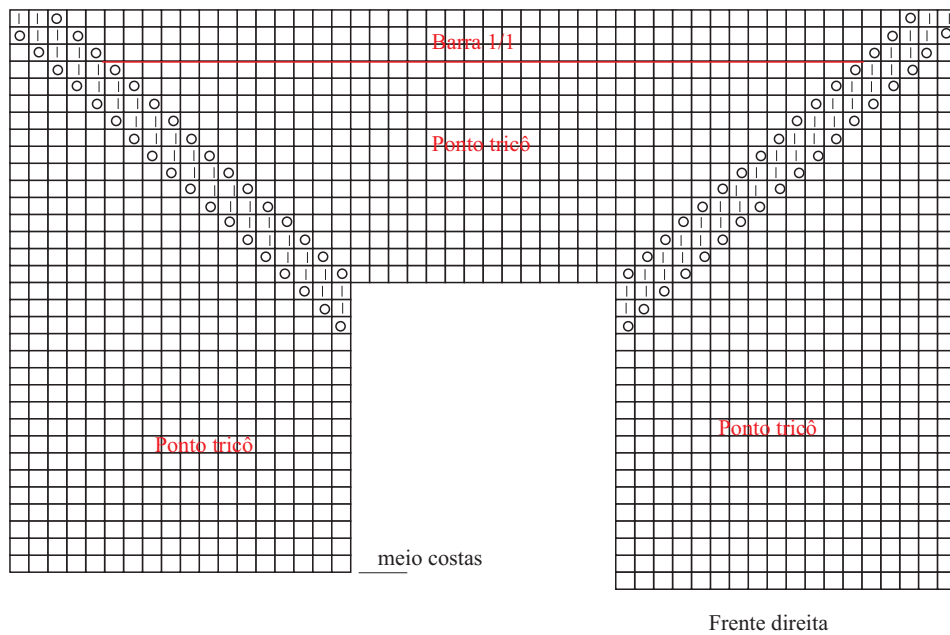 Barra 1/1
Ponto tricô
Ponto tricô
Ponto tricô
meio costas
Frente direita